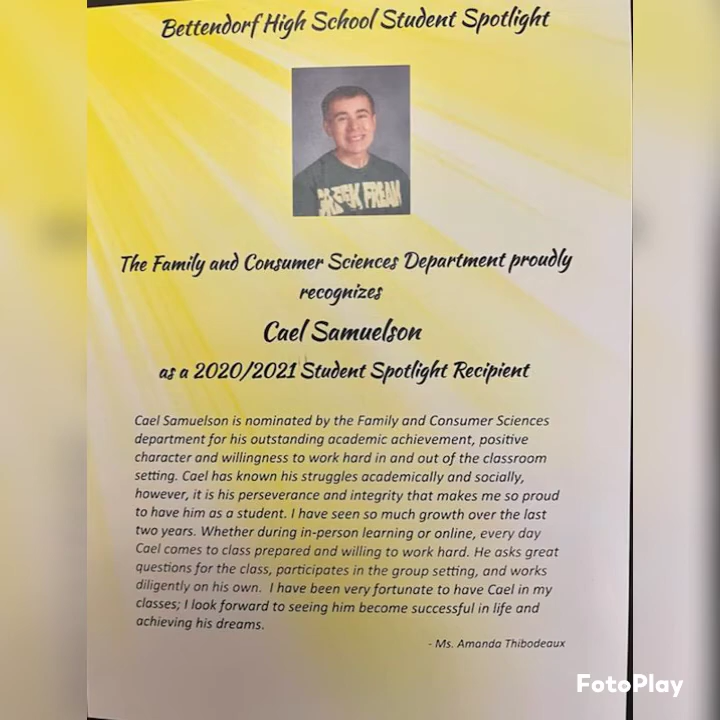 Bettendorf High School Student Spotlight
The Family and Consumer Sciences Department proudly
recognizes
Cael Samuelson
as a 2020/2021 Student Spotlight Recipient
Cael Samuelson is nominated by the Family and Consumer Sciences
department for his outstanding academic achievement, positive
character and willingness to work hard in and out of the classroom
setting. Cael has known his struggles academically and socially,
however, it is his perseverance and integrity that makes me so proud
to have him as a student. I have seen so much growth over the last
two years. Whether during in-person learning or online, every day
Cael comes to class prepared and willing to work hard. He asks great
questions for the class, participates in the group setting, and works
diligently on his own. I have been very fortunate to have Cael in my
classes; I look forward to seeing him become successful in life and
achieving his dreams.
- Ms. Amanda Thibodeaux
FotoPlay